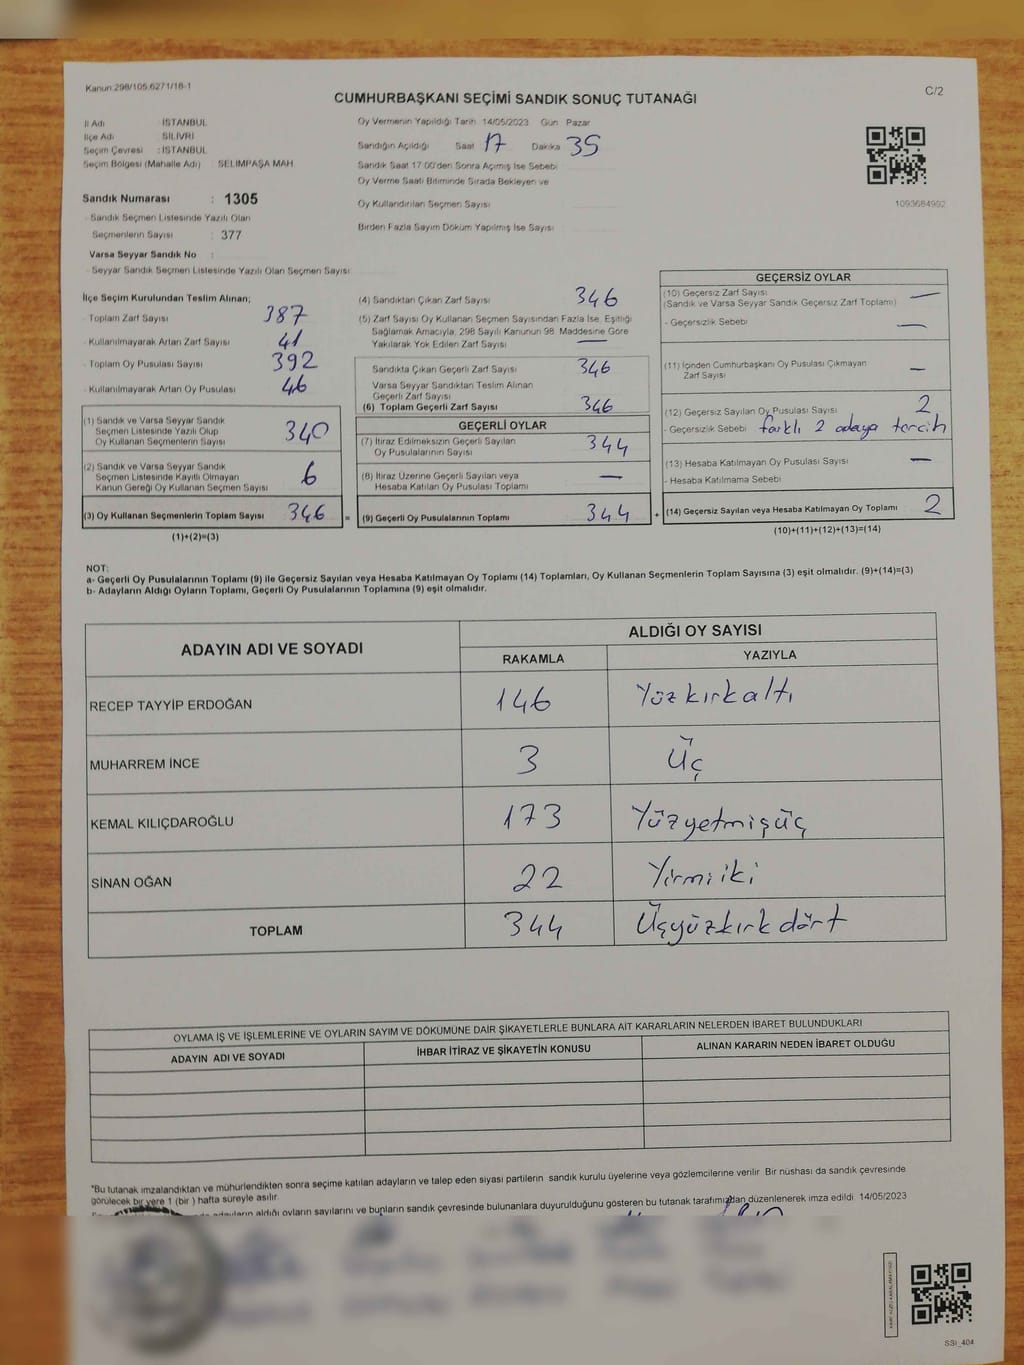 Kanun 298/105,6271/18-1
CUMHURBAŞKANI SEÇİMİ SANDIK SONUÇ TUTANAĞI
C/2
İl Adı : İSTANBUL
İlçe Adı : SİLİVRİ
Seçim Çevresi : İSTANBUL
Seçim Bölgesi (Mahalle Adı) : SELİMPAŞA MAH
Sandık Numarası : 1305
- Sandık Seçmen Listesinde Yazılı Olan
Seçmenlerin Sayısı : 377
Varsa Seyyar Sandık No :
- Seyyar Sandık Seçmen Listesinde Yazılı Olan Seçmen Sayısı:
Oy Vermenin Yapıldığı Tarih 14/05/2023 Gün Pazar
Sandığın Açıldığı Saat 17 Dakika 35
Sandık Saat 17:00'den Sonra Açımış İse Sebebi
Oy Verme Saati Bitiminde Sırada Bekleyen ve
Oy Kullandırılan Seçmen Sayısı
Birden Fazla Sayım Döküm Yapılmış İse Sayısı
1093684992
İlçe Seçim Kurulundan Teslim Alınan;
- Toplam Zarf Sayısı 387
- Kullanılmayarak Artan Zarf Sayısı 41
- Toplam Oy Pusulası Sayısı 392
- Kullanılmayarak Artan Oy Pusulası 46
(1) Sandık ve Varsa Seyyar Sandık
Seçmen Listesinde Yazılı Olup
Oy Kullanan Seçmenlerin Sayısı 340
(2) Sandık ve Varsa Seyyar Sandık
Seçmen Listesinde Kayıtlı Olmayan
Kanun Gereği Oy Kullanan Seçmen Sayısı 6
(3) Oy Kullanan Seçmenlerin Toplam Sayısı 346 =
(1)+(2)=(3)
(4) Sandıktan Çıkan Zarf Sayısı 346
(5) Zarf Sayısı Oy Kullanan Seçmen Sayısından Fazla İse, Eşitliği
Sağlamak Amacıyla, 298 Sayılı Kanunun 98. Maddesine Göre
Yakılarak Yok Edilen Zarf Sayısı —
Sandıkta Çıkan Geçerli Zarf Sayısı 346
Varsa Seyyar Sandıktan Teslim Alınan
Geçerli Zarf Sayısı
(6) Toplam Geçerli Zarf Sayısı 346
GEÇERLİ OYLAR
(7) İtiraz Edilmeksizin Geçerli Sayılan
Oy Pusulalarının Sayısı 344
(8) İtiraz Üzerine Geçerli Sayılan veya
Hesaba Katılan Oy Pusulası Toplamı —
(9) Geçerli Oy Pusulalarının Toplamı 344 +
GEÇERSİZ OYLAR
(10) Geçersiz Zarf Sayısı —
(Sandık ve Varsa Seyyar Sandık Geçersiz Zarf Toplamı)
- Geçersizlik Sebebi —
(11) İçinden Cumhurbaşkanı Oy Pusulası Çıkmayan
Zarf Sayısı —
(12) Geçersiz Sayılan Oy Pusulası Sayısı 2
- Geçersizlik Sebebi farklı 2 adaya tercih
(13) Hesaba Katılmayan Oy Pusulası Sayısı —
- Hesaba Katılmama Sebebi
(14) Geçersiz Sayılan veya Hesaba Katılmayan Oy Toplamı 2
(10)+(11)+(12)+(13)=(14)
NOT:
a- Geçerli Oy Pusulalarının Toplamı (9) ile Geçersiz Sayılan veya Hesaba Katılmayan Oy Toplamı (14) Toplamları, Oy Kullanan Seçmenlerin Toplam Sayısına (3) eşit olmalıdır. (9)+(14)=(3)
b- Adayların Aldığı Oyların Toplamı, Geçerli Oy Pusulalarının Toplamına (9) eşit olmalıdır.
ADAYIN ADI VE SOYADI ALDIĞI OY SAYISI
RAKAMLA YAZIYLA
RECEP TAYYİP ERDOĞAN 146 Yüzkırkaltı
MUHARREM İNCE 3 Üç
KEMAL KILIÇDAROĞLU 173 Yüzyetmişüç
SİNAN OĞAN 22 Yirmiiki
TOPLAM 344 Üçyüzkırkdört
OYLAMA İŞ VE İŞLEMLERİNE VE OYLARIN SAYIM VE DÖKÜMÜNE DAİR ŞİKAYETLERLE BUNLARA AİT KARARLARIN NELERDEN İBARET BULUNDUKLARI
ADAYIN ADI VE SOYADI İHBAR İTİRAZ VE ŞİKAYETİN KONUSU ALINAN KARARIN NEDEN İBARET OLDUĞU
"Bu tutanak imzalandıktan ve mühürlendikten sonra seçime katılan adayların ve talep eden siyasi partilerin sandık kurulu üyelerine veya gözlemcilerine verilir. Bir nüshası da sandık çevresinde
görülecek bir yere 1 (bir ) hafta süreyle asılır.
adayların aldığı oyların sayılarını ve bunların sandık çevresinde bulunanlara duyurulduğunu gösteren bu tutanak tarafımızdan düzenlenerek imza edildi. 14/05/2023
SSİ_404